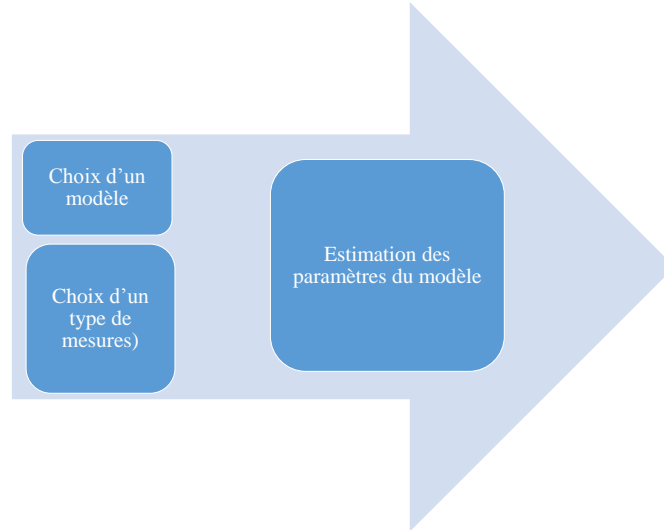 Choix d’un
modèle
Choix d’un
type de
mesures)
Estimation des
paramètres du modèle